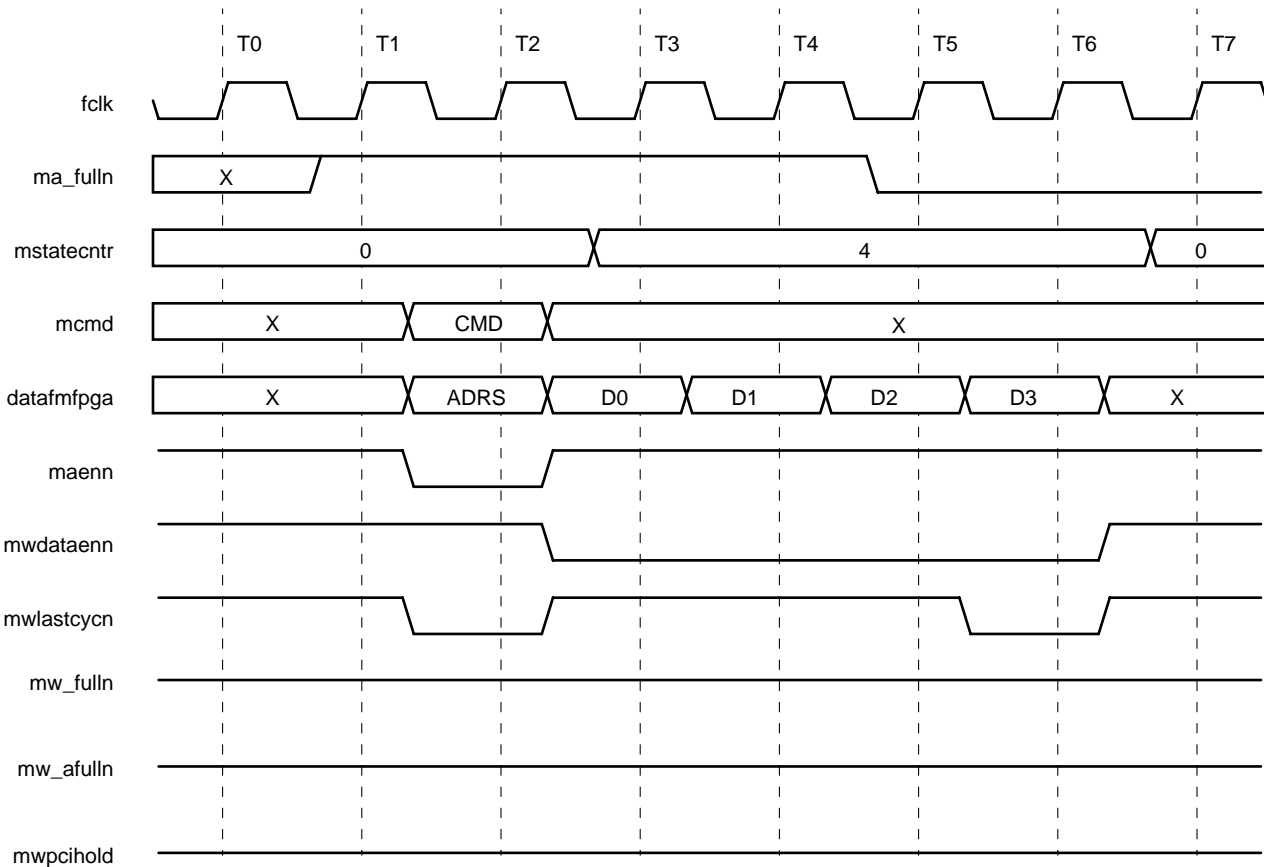 T0 T1 T2 T3 T4 T5 T6 T7
fclk
ma_fulln X
mstatecntr 0 4 0
mcmd X CMD X
datafmfpga X ADRS D0 D1 D2 D3 X
maenn
mwdataenn
mwlastcycn
mw_fulln
mw_afulln
mwpcihold